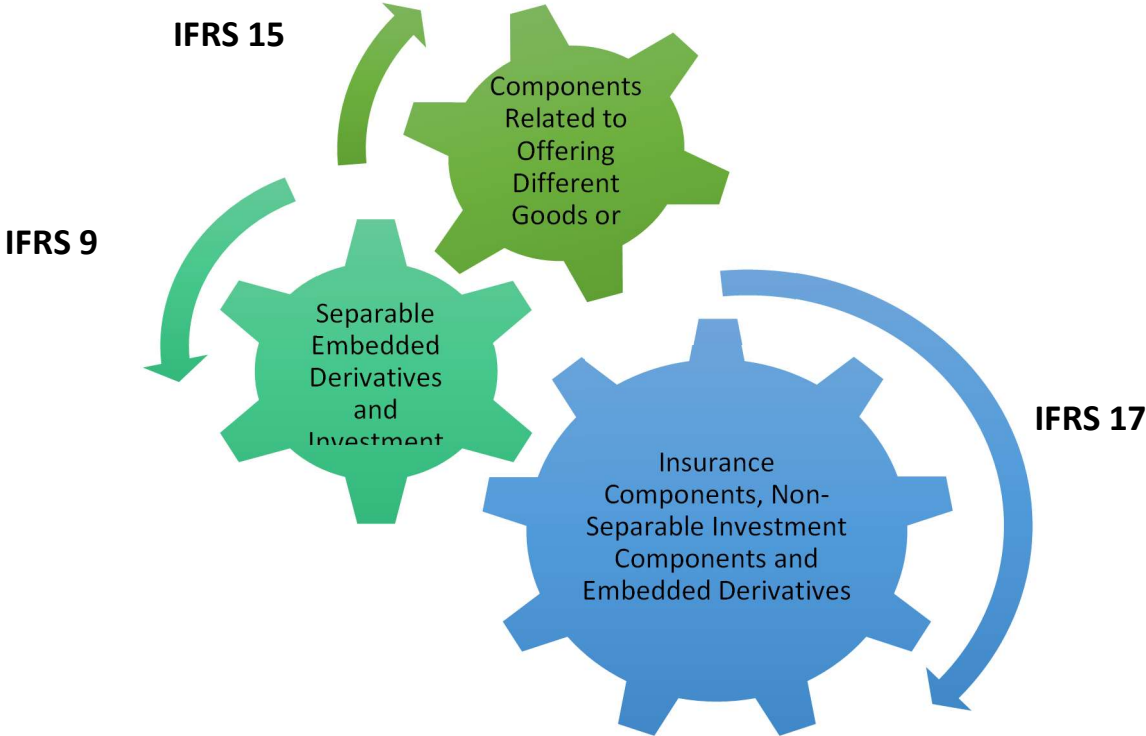 IFRS 15
Components
Related to
Offering
Different
Goods or
IFRS 9
Separable
Embedded
Derivatives
and
Investment
IFRS 17
Insurance
Components, Non-
Separable Investment
Components and
Embedded Derivatives